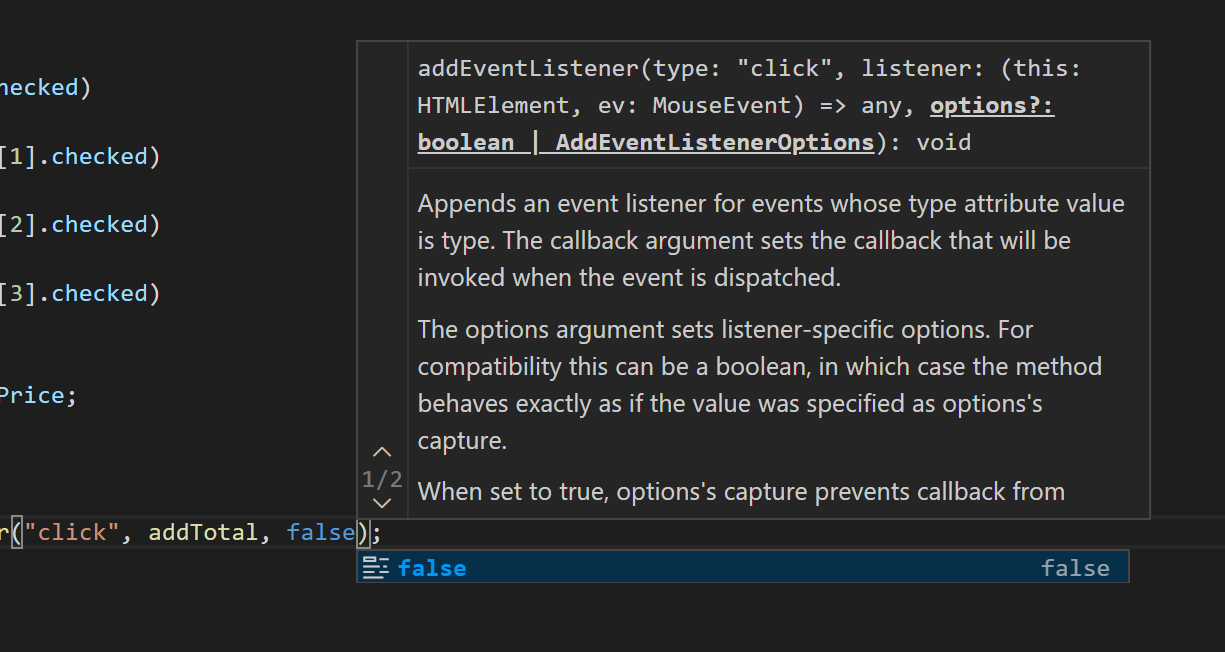 hecked)
addEventListener(type: "click", listener: (this:
HTMLElement, ev: MouseEvent) => any, options?:
boolean | AddEventListenerOptions): void
[1].checked)
Appends an event listener for events whose type attribute value
[2].checked)
is type. The callback argument sets the callback that will be
invoked when the event is dispatched.
[3].checked)
The options argument sets listener-specific options. For
compatibility this can be a boolean, in which case the method
Price;
behaves exactly as if the value was specified as options's
capture.
1/2
When set to true, options's capture prevents callback from
r("click", addTotal, false);
false false